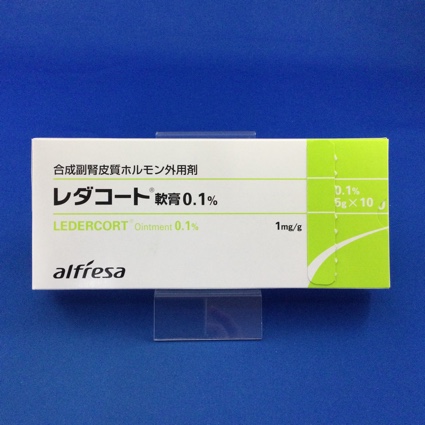 合成副腎皮質ホルモン外用剤
レダコート® 軟膏0.1%
LEDERCORT® Ointment 0.1%
1mg/g
alfresa
0.1%
5g×10